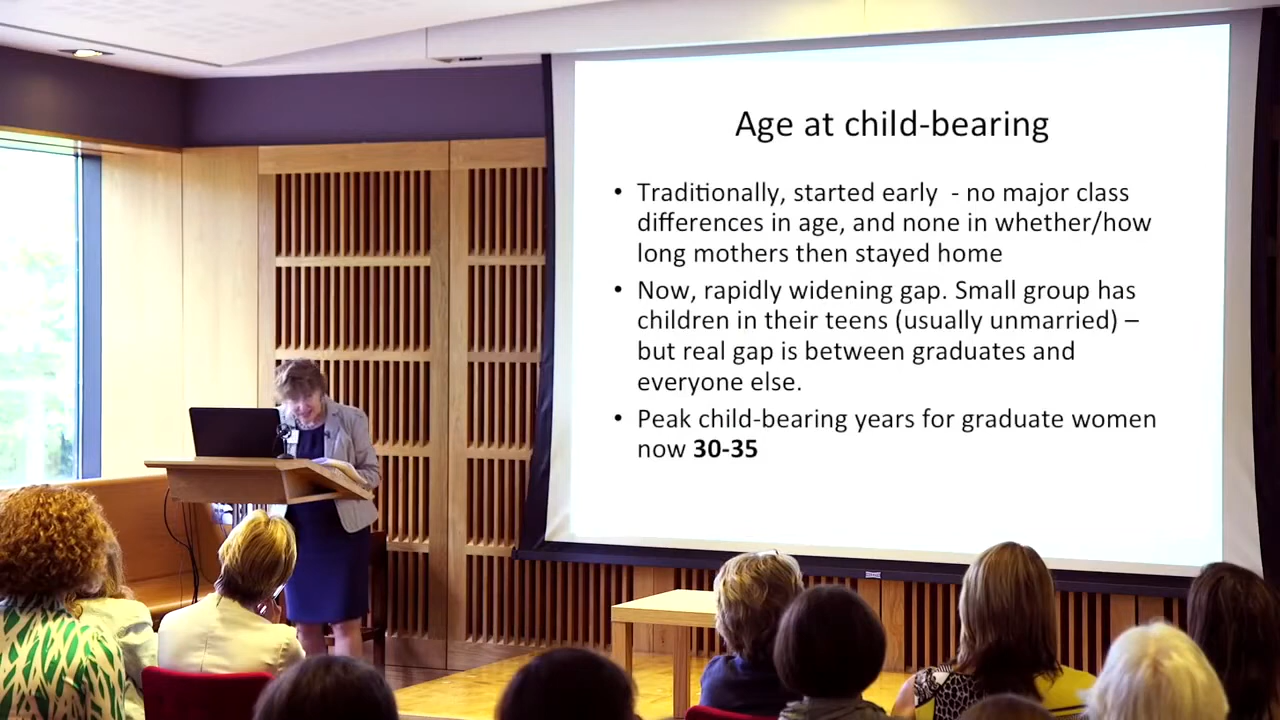 Age at child-bearing
• Traditionally, started early - no major class
differences in age, and none in whether/how
long mothers then stayed home
• Now, rapidly widening gap. Small group has
children in their teens (usually unmarried) –
but real gap is between graduates and
everyone else.
• Peak child-bearing years for graduate women
now 30-35